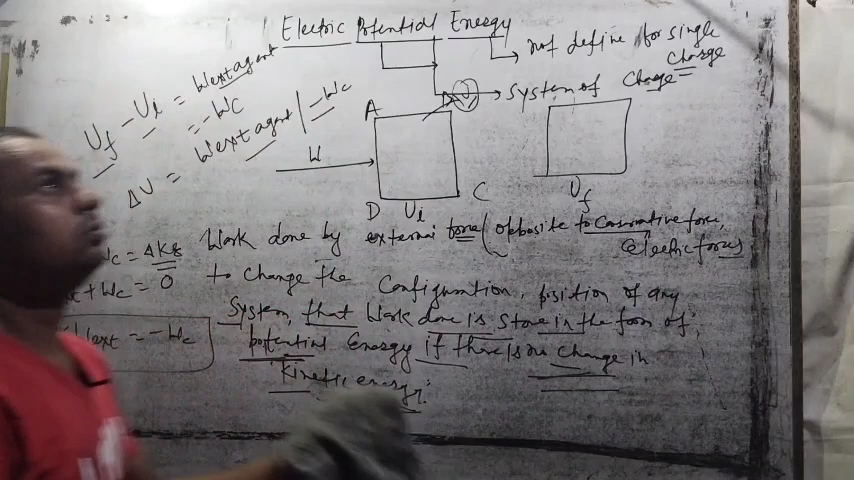 Electric Potential Energy
not define for single
Charge
System of Charge
Uf - Ui = Wext agent
= -Wc
ΔU = Wext agent | -Wc
A
W
C
D Ui
Uf
Work done by external force (opposite to Consarvative force,
electric forces
to change the Configuration, position of any
System, that Work done is store in the form of
potential Energy if there is no change in
Kinetic energy.
Wc = ΔKE
+ Wc = 0
Wext = -Wc